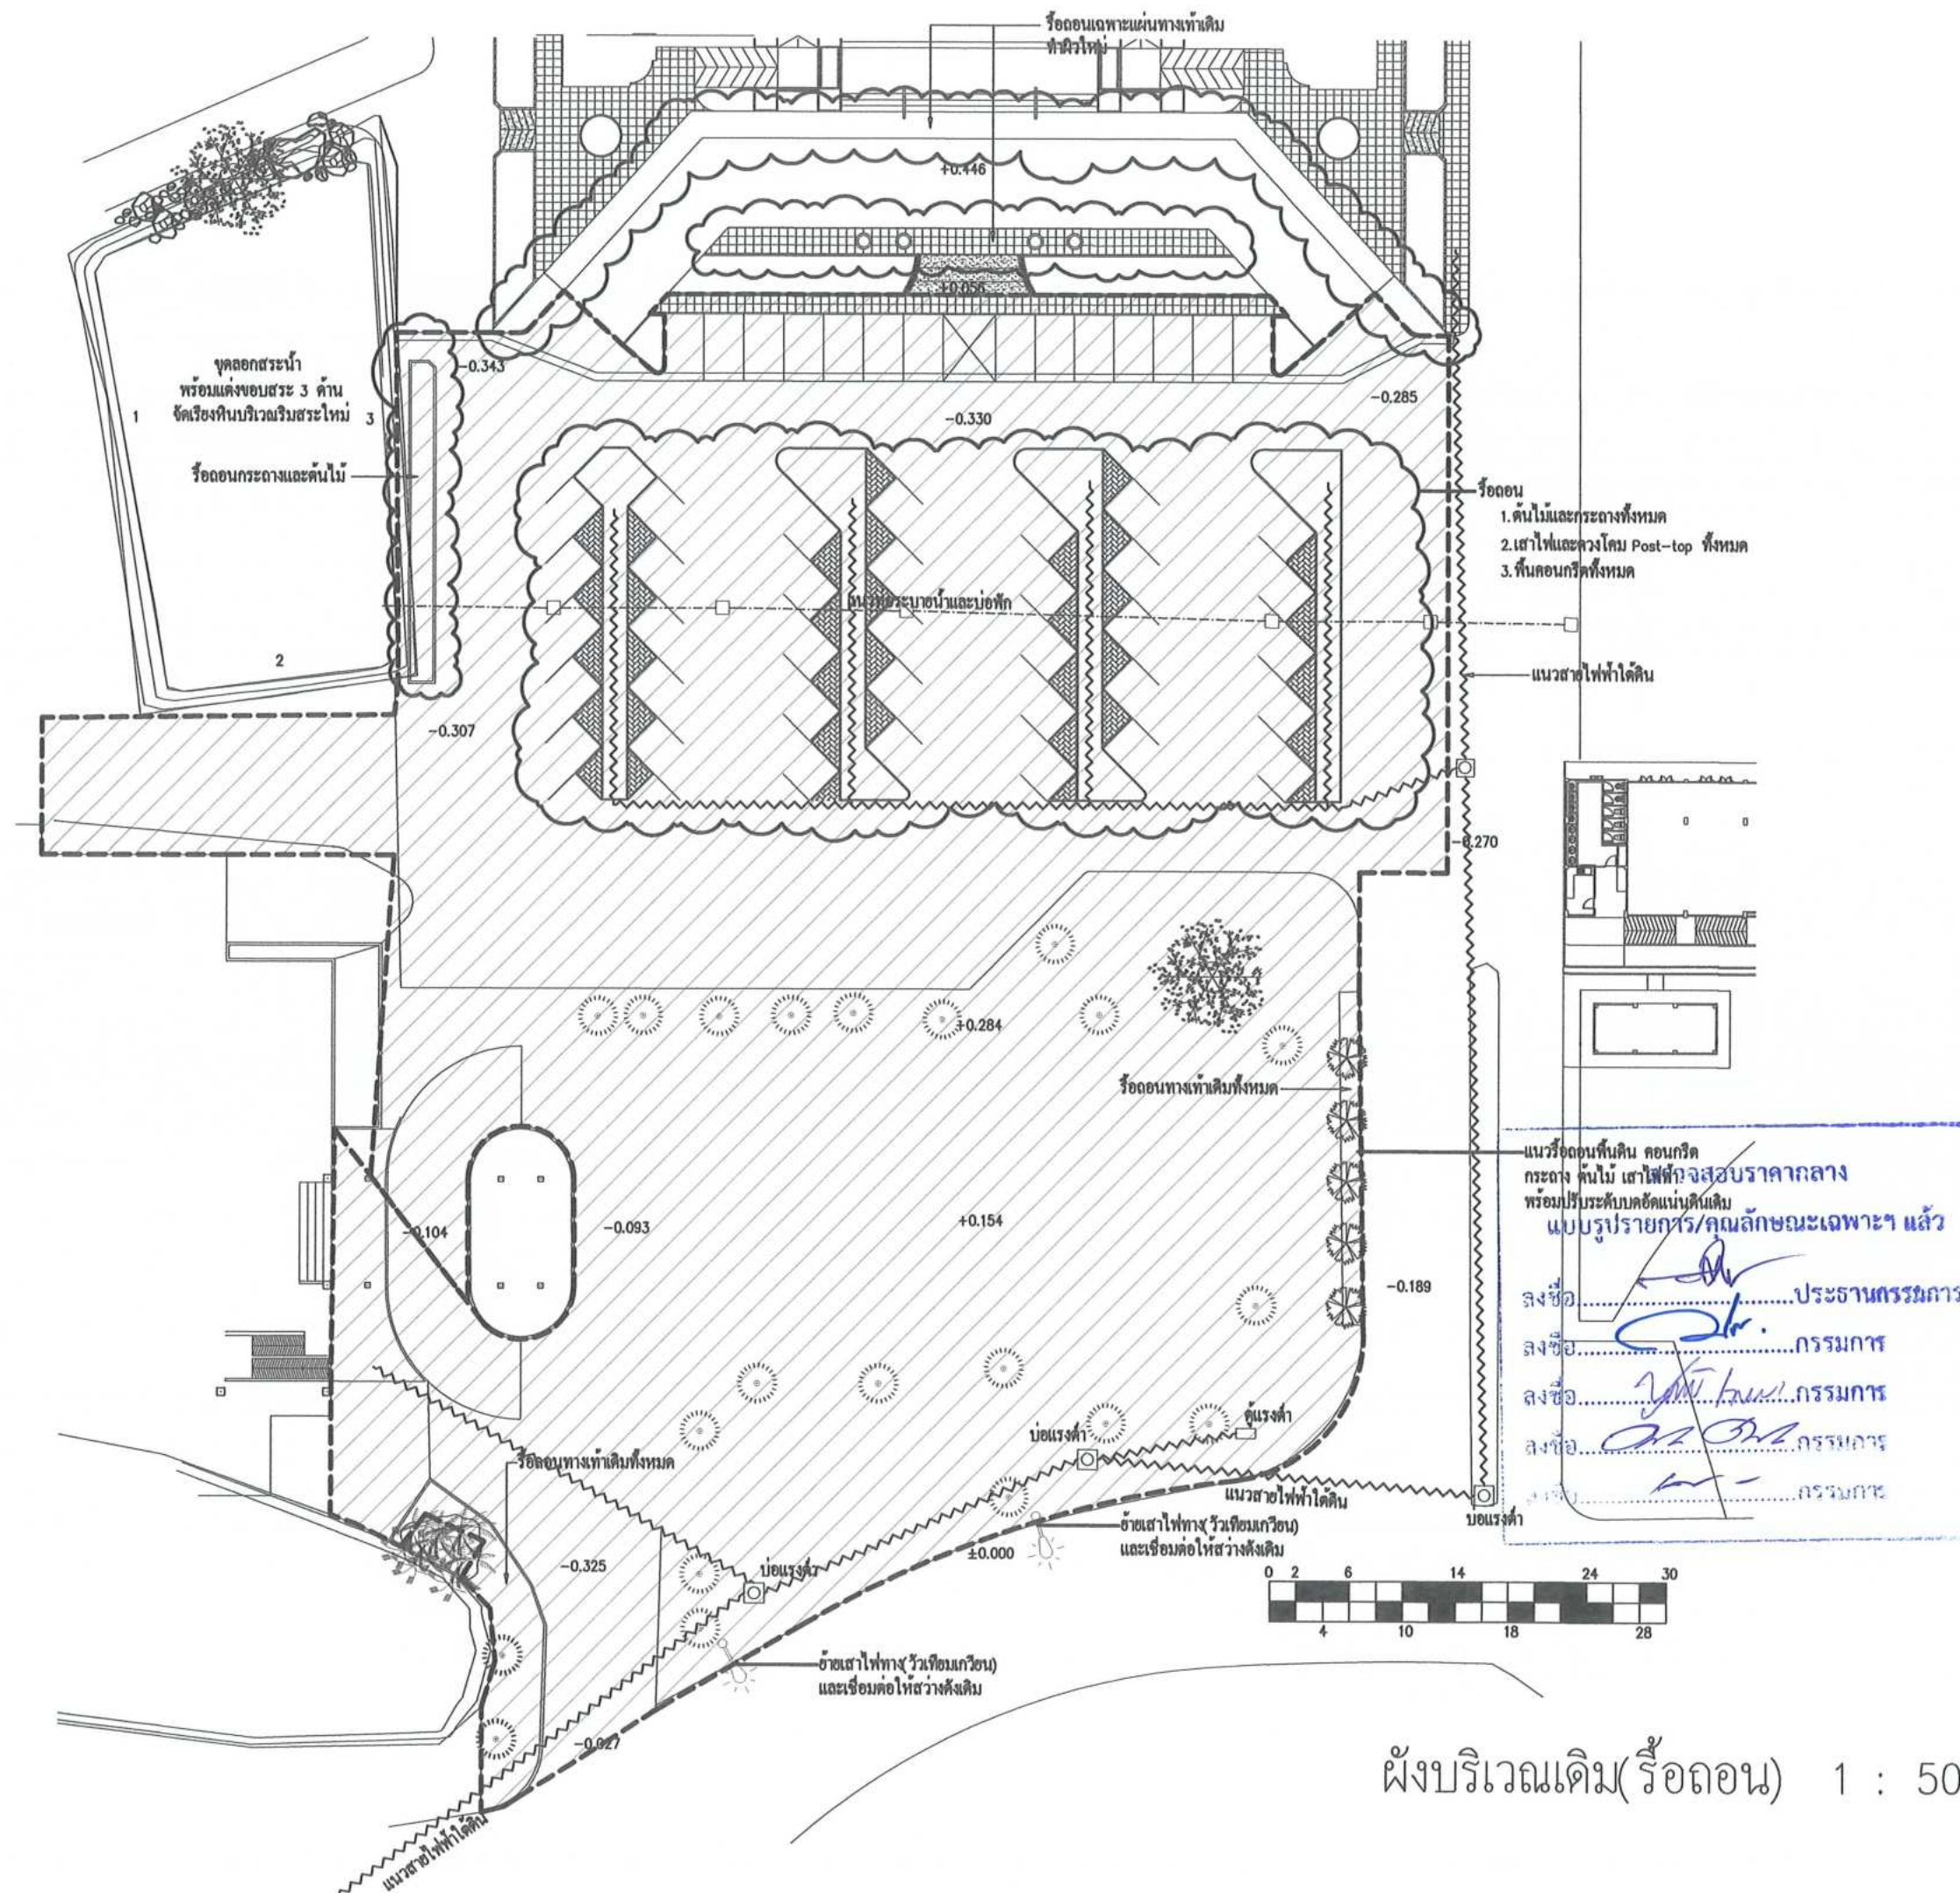 รื้อถอนเฉพาะแผ่นทางเท้าเดิม
ทำผิวใหม่
+0.446
+0.056
-0.343
ขุดลอกสระน้ำ
พร้อมแต่งขอบสระ 3 ด้าน
จัดเรียงหินบริเวณริมสระใหม่
1
3
-0.285
-0.330
รื้อถอนกระถางและต้นไม้
รื้อถอน
1.ต้นไม้และกระถางทั้งหมด
2.เสาไฟและดวงโคม Post-top ทั้งหมด
3.พื้นคอนกรีตทั้งหมด
แนวท่อระบายน้ำและบ่อพัก
2
แนวสายไฟฟ้าใต้ดิน
-0.307
-0.270
+0.284
รื้อถอนทางเท้าเดิมทั้งหมด
แนวรื้อถอนพื้นดิน คอนกรีต
กระถาง ต้นไม้ เสาไฟฟ้า
พร้อมปรับระดับบดอัดแน่นดินเดิม
จสอบราคากลาง
แบบรูปรายการ/คุณลักษณะเฉพาะฯ แล้ว
-0.104
-0.093
+0.154
-0.189
ลงชื่อ..............................ประธานกรรมการ
ลงชื่อ..............................กรรมการ
ลงชื่อ..............................กรรมการ
ลงชื่อ..............................กรรมการ
ลงชื่อ..............................กรรมการ
ตู้แรงต่ำ
บ่อแรงต่ำ
รื้อถอนทางเท้าเดิมทั้งหมด
แนวสายไฟฟ้าใต้ดิน
บ่อแรงต่ำ
ย้ายเสาไฟทาง(วัวเทียมเกวียน)
และเชื่อมต่อให้สว่างดังเดิม
±0.000
-0.325
บ่อแรงต่ำ
0 2 6 14 24 30
4 10 18 28
ย้ายเสาไฟทาง(วัวเทียมเกวียน)
และเชื่อมต่อให้สว่างดังเดิม
-0.027
ผังบริเวณเดิม(รื้อถอน) 1 : 50
แนวสายไฟฟ้าใต้ดิน